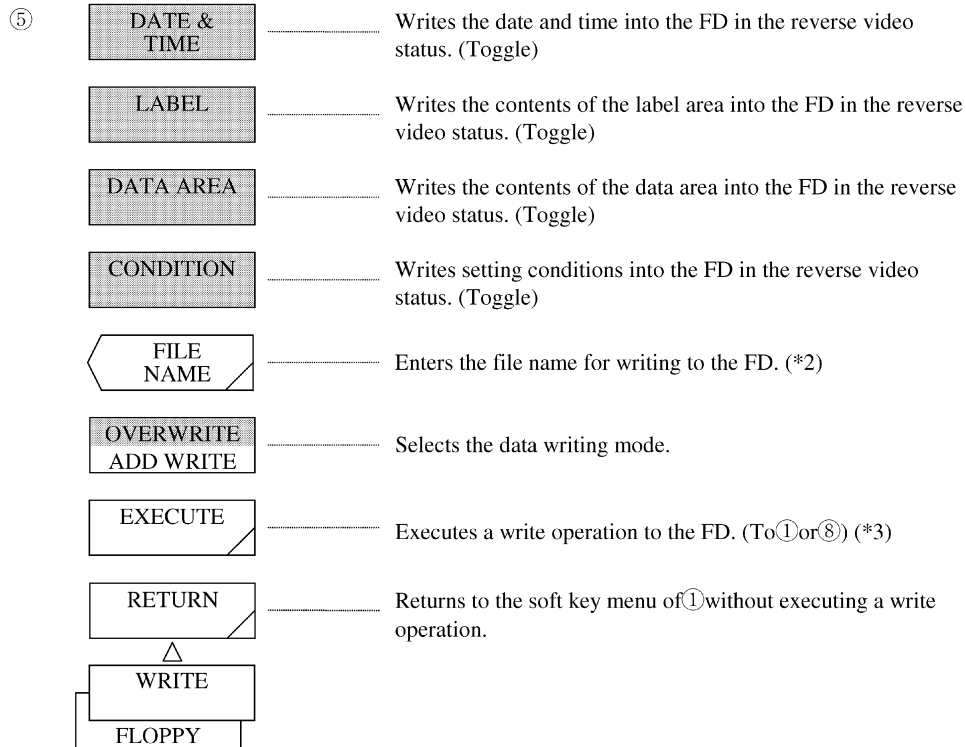 ⑤
DATE &
TIME
Writes the date and time into the FD in the reverse video
status. (Toggle)
LABEL
Writes the contents of the label area into the FD in the reverse
video status. (Toggle)
DATA AREA
Writes the contents of the data area into the FD in the reverse
video status. (Toggle)
CONDITION
Writes setting conditions into the FD in the reverse video
status. (Toggle)
FILE
NAME
Enters the file name for writing to the FD. (*2)
OVERWRITE
ADD WRITE
Selects the data writing mode.
EXECUTE
Executes a write operation to the FD. (To①or⑧) (*3)
RETURN
Returns to the soft key menu of①without executing a write
operation.
WRITE
FLOPPY